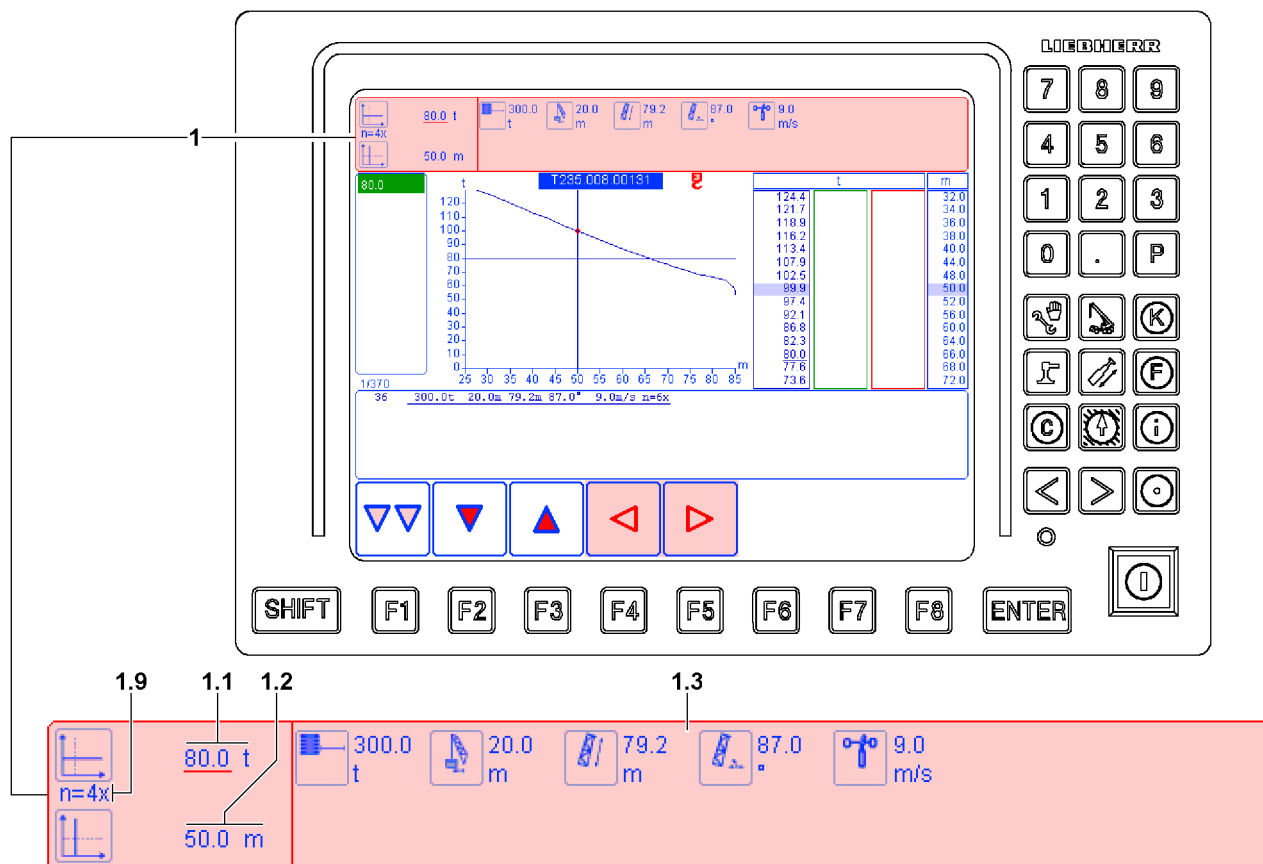 LIEBHERR
7 8 9
4 5 6
1 2 3
0 . P
K
F
C i
< >
1
80.0 t
n=4x
50.0 m
300.0 t 20.0 m 79.2 m 87.0 ° 9.0 m/s
80.0
1/370
T235 008 00131
t
120
110
100
90
80
70
60
50
40
30
20
10
0
m
25 30 35 40 45 50 55 60 65 70 75 80 85
t m
124.4 32.0
121.7 34.0
118.9 36.0
116.2 38.0
113.4 40.0
107.9 44.0
102.5 48.0
99.9 50.0
97.4 52.0
92.1 56.0
86.8 60.0
82.3 64.0
80.0 66.0
77.6 68.0
73.6 72.0
36 300.0t 20.0m 79.2m 87.0° 9.0m/s n=6x
SHIFT F1 F2 F3 F4 F5 F6 F7 F8 ENTER
1.9 1.1 1.2 1.3
80.0 t
n=4x
50.0 m
300.0 t 20.0 m 79.2 m 87.0 ° 9.0 m/s